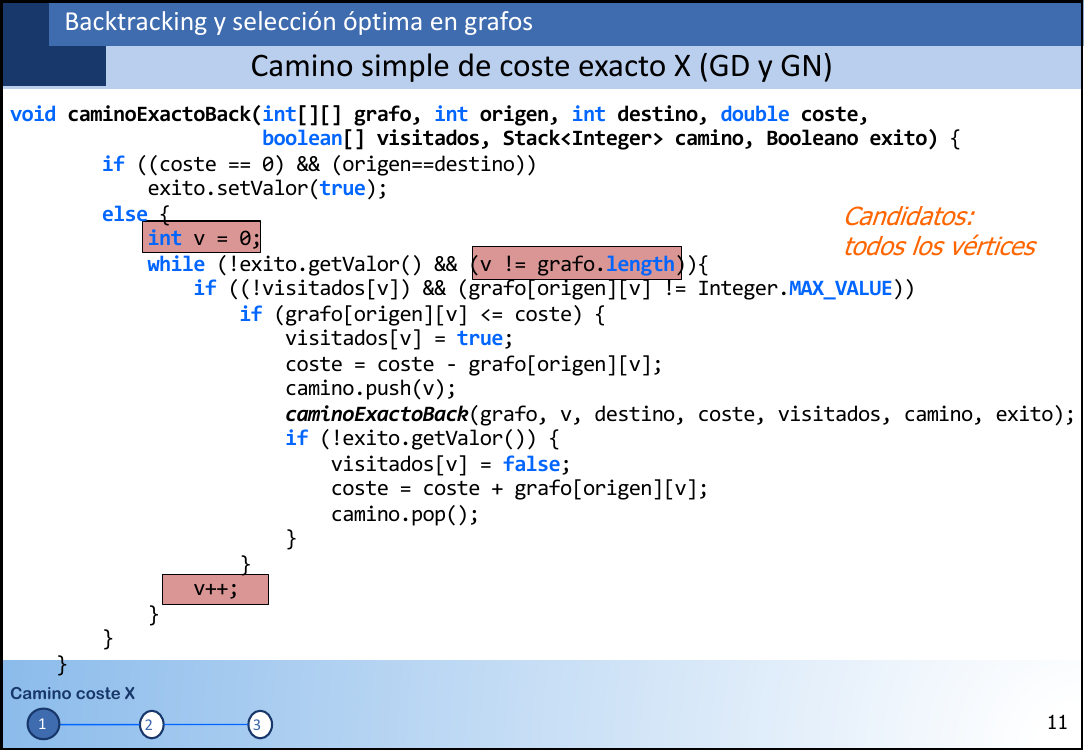 Backtracking y selección óptima en grafos
Camino simple de coste exacto X (GD y GN)
void caminoExactoBack(int[][] grafo, int origen, int destino, double coste,
boolean[] visitados, Stack<Integer> camino, Booleano exito) {
if ((coste == 0) && (origen==destino))
exito.setValor(true);
else {
Candidatos:
int v = 0;
todos los vértices
while (!exito.getValor() && (v != grafo.length)){
if ((!visitados[v]) && (grafo[origen][v] != Integer.MAX_VALUE))
if (grafo[origen][v] <= coste) {
visitados[v] = true;
coste = coste - grafo[origen][v];
camino.push(v);
caminoExactoBack(grafo, v, destino, coste, visitados, camino, exito);
if (!exito.getValor()) {
visitados[v] = false;
coste = coste + grafo[origen][v];
camino.pop();
}
}
v++;
}
}
}
Camino coste X
1 2 3
11